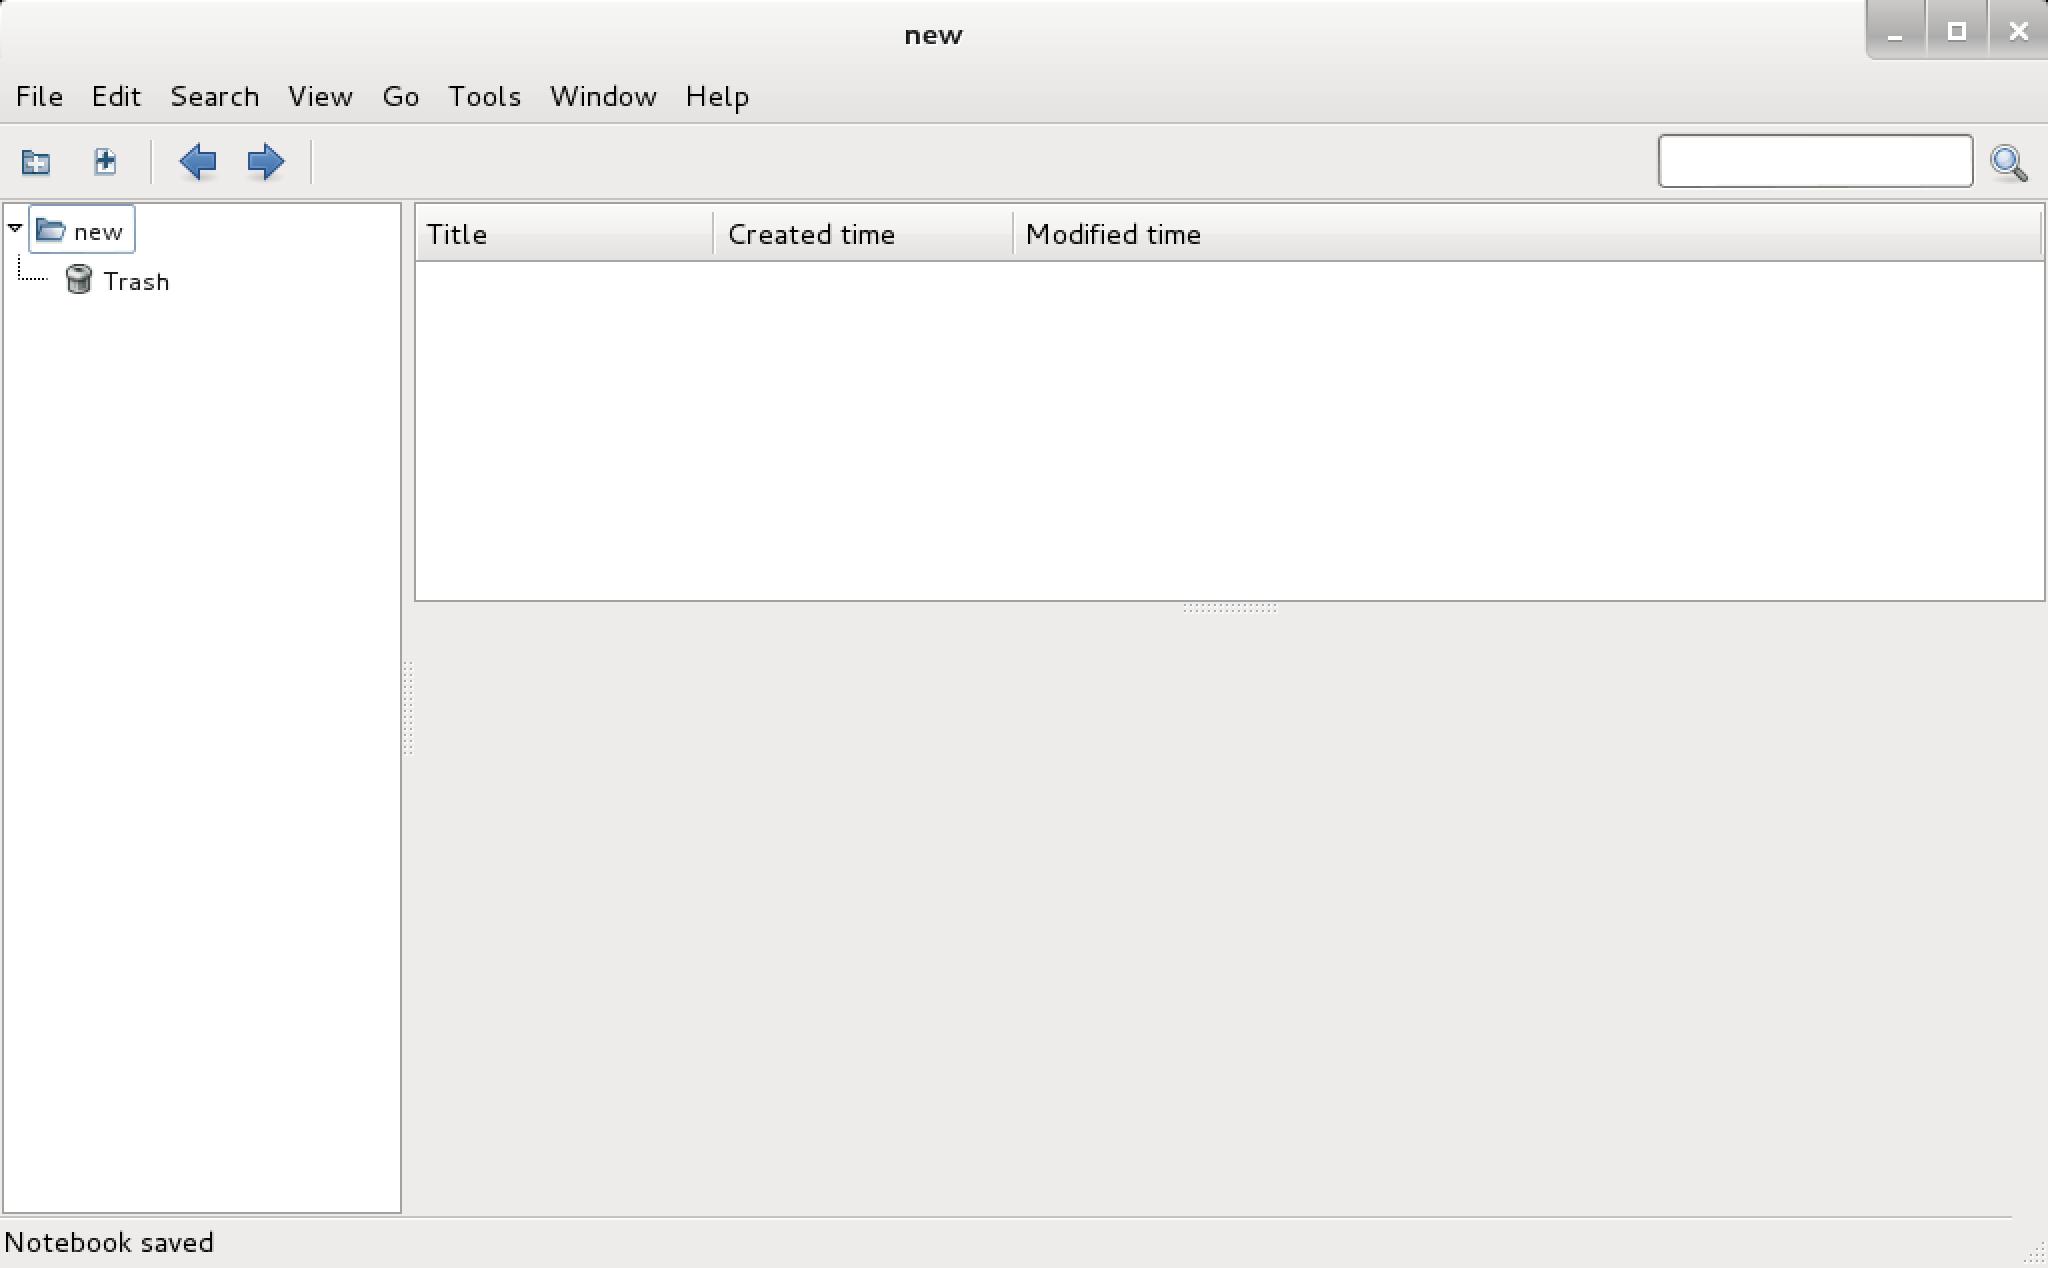 new
File Edit Search View Go Tools Window Help
new
Trash
Title Created time Modified time
Notebook saved